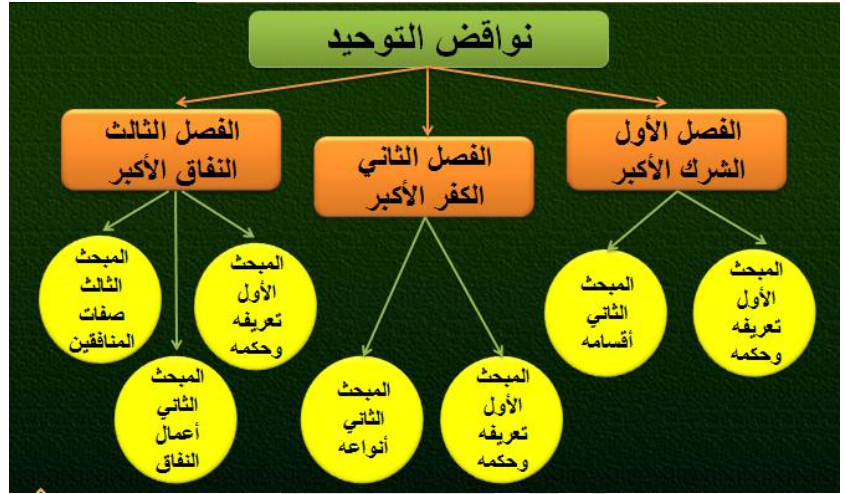 نواقض التوحيد
الفصل الأول
الشرك الأكبر
الفصل الثاني
الكفر الأكبر
الفصل الثالث
النفاق الأكبر
المبحث
الأول
تعريفه
وحكمه
المبحث
الثاني
أقسامه
المبحث
الأول
تعريفه
وحكمه
المبحث
الثاني
أنواعه
المبحث
الأول
تعريفه
وحكمه
المبحث
الثاني
أعمال
النفاق
المبحث
الثالث
صفات
المنافقين